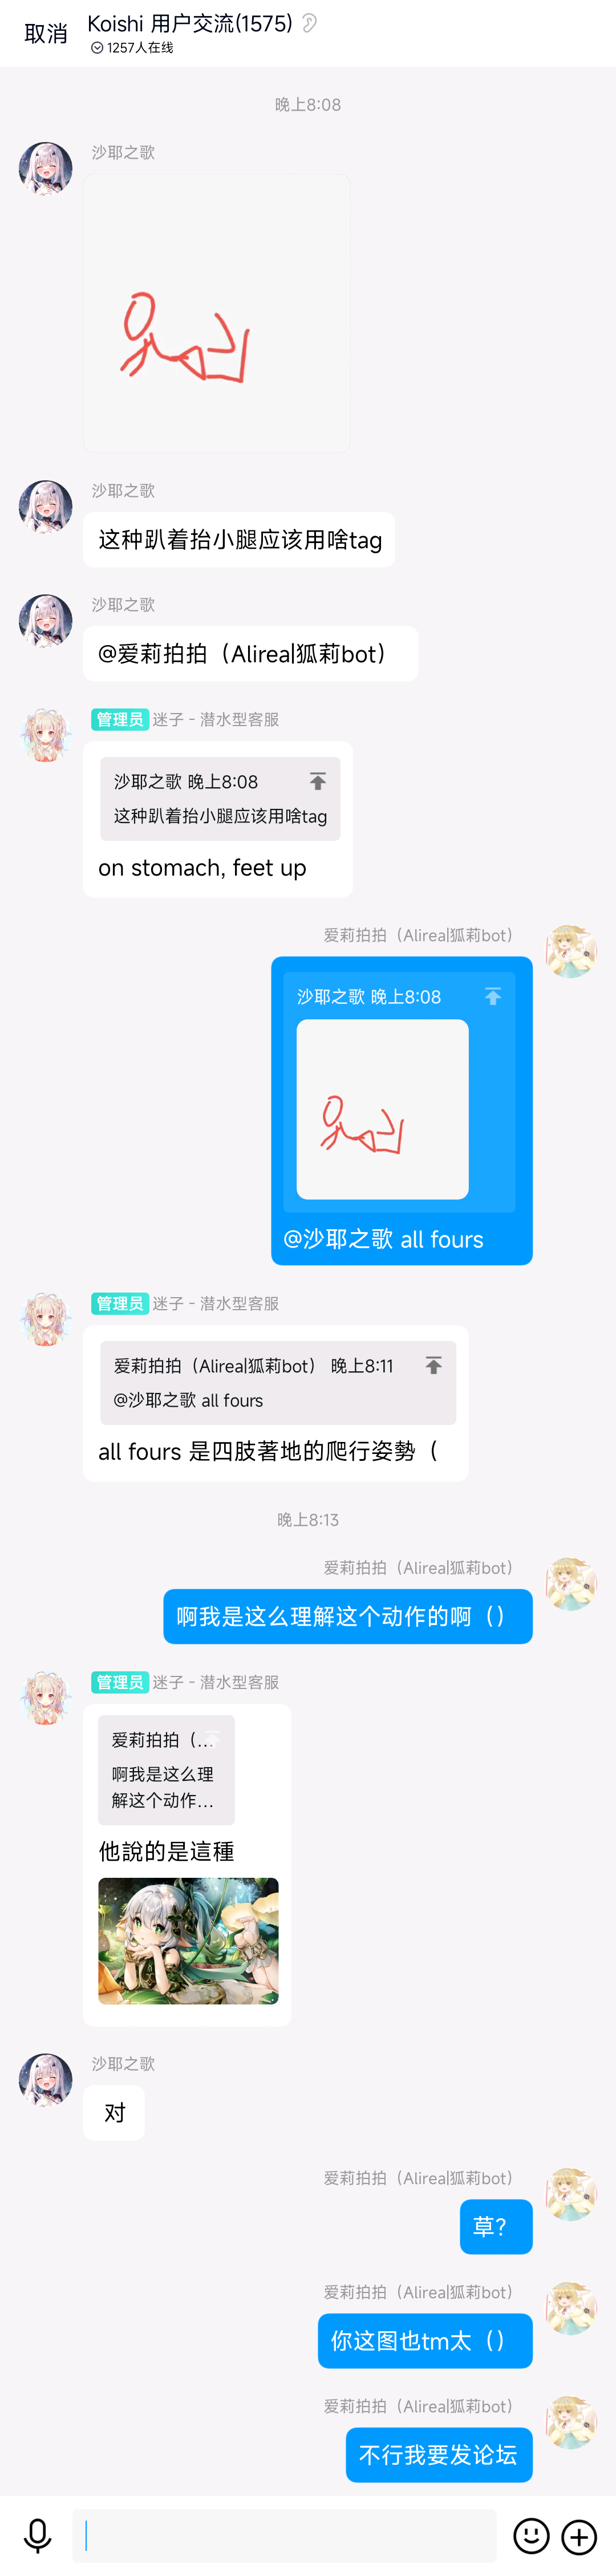 取消
Koishi 用户交流(1575)
1257人在线
晚上8:08
沙耶之歌
沙耶之歌
这种趴着抬小腿应该用啥tag
沙耶之歌
@爱莉拍拍（Alireal狐莉bot）
管理员 迷子 - 潜水型客服
沙耶之歌 晚上8:08
这种趴着抬小腿应该用啥tag
on stomach, feet up
爱莉拍拍（Alireal狐莉bot）
沙耶之歌 晚上8:08
@沙耶之歌 all fours
管理员 迷子 - 潜水型客服
爱莉拍拍（Alireal狐莉bot） 晚上8:11
@沙耶之歌 all fours
all fours 是四肢著地的爬行姿勢（
晚上8:13
爱莉拍拍（Alireal狐莉bot）
啊我是这么理解这个动作的啊（）
管理员 迷子 - 潜水型客服
爱莉拍拍（...
啊我是这么理
解这个动作...
他說的是這種
沙耶之歌
对
爱莉拍拍（Alireal狐莉bot）
草?
爱莉拍拍（Alireal狐莉bot）
你这图也tm太（）
爱莉拍拍（Alireal狐莉bot）
不行我要发论坛